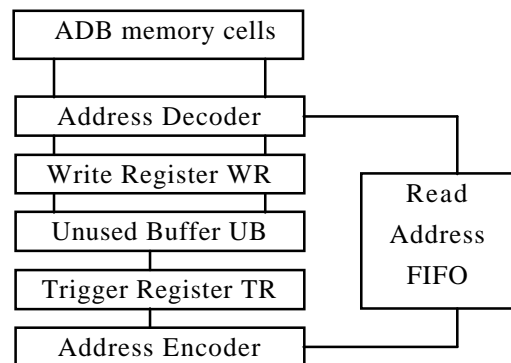 ADB memory cells
Address Decoder
Write Register WR
Unused Buffer UB
Trigger Register TR
Address Encoder
Read
Address
FIFO